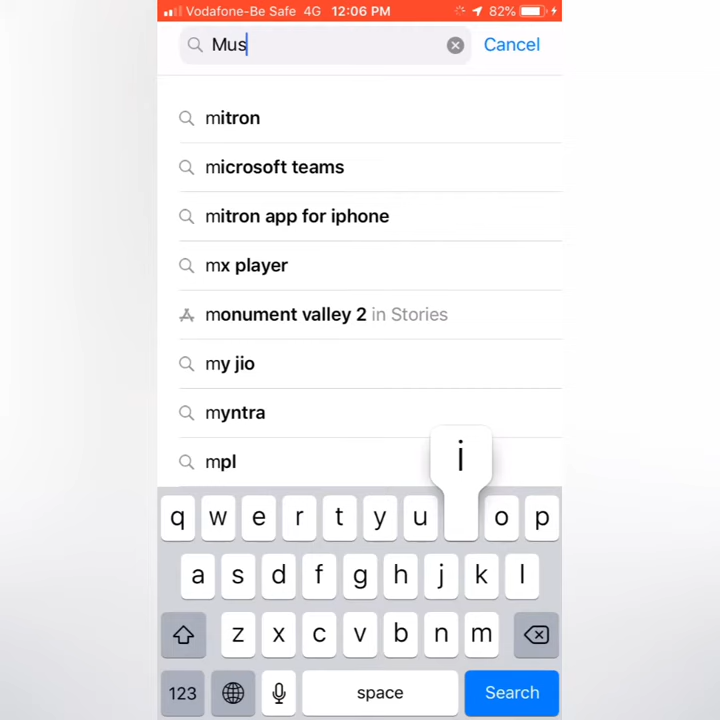 Vodafone-Be Safe 4G 12:06 PM 82%
Mus Cancel
mitron
microsoft teams
mitron app for iphone
mx player
monument valley 2 in Stories
my jio
myntra
mpl
i
q w e r t y u o p
a s d f g h j k l
z x c v b n m
123 space Search